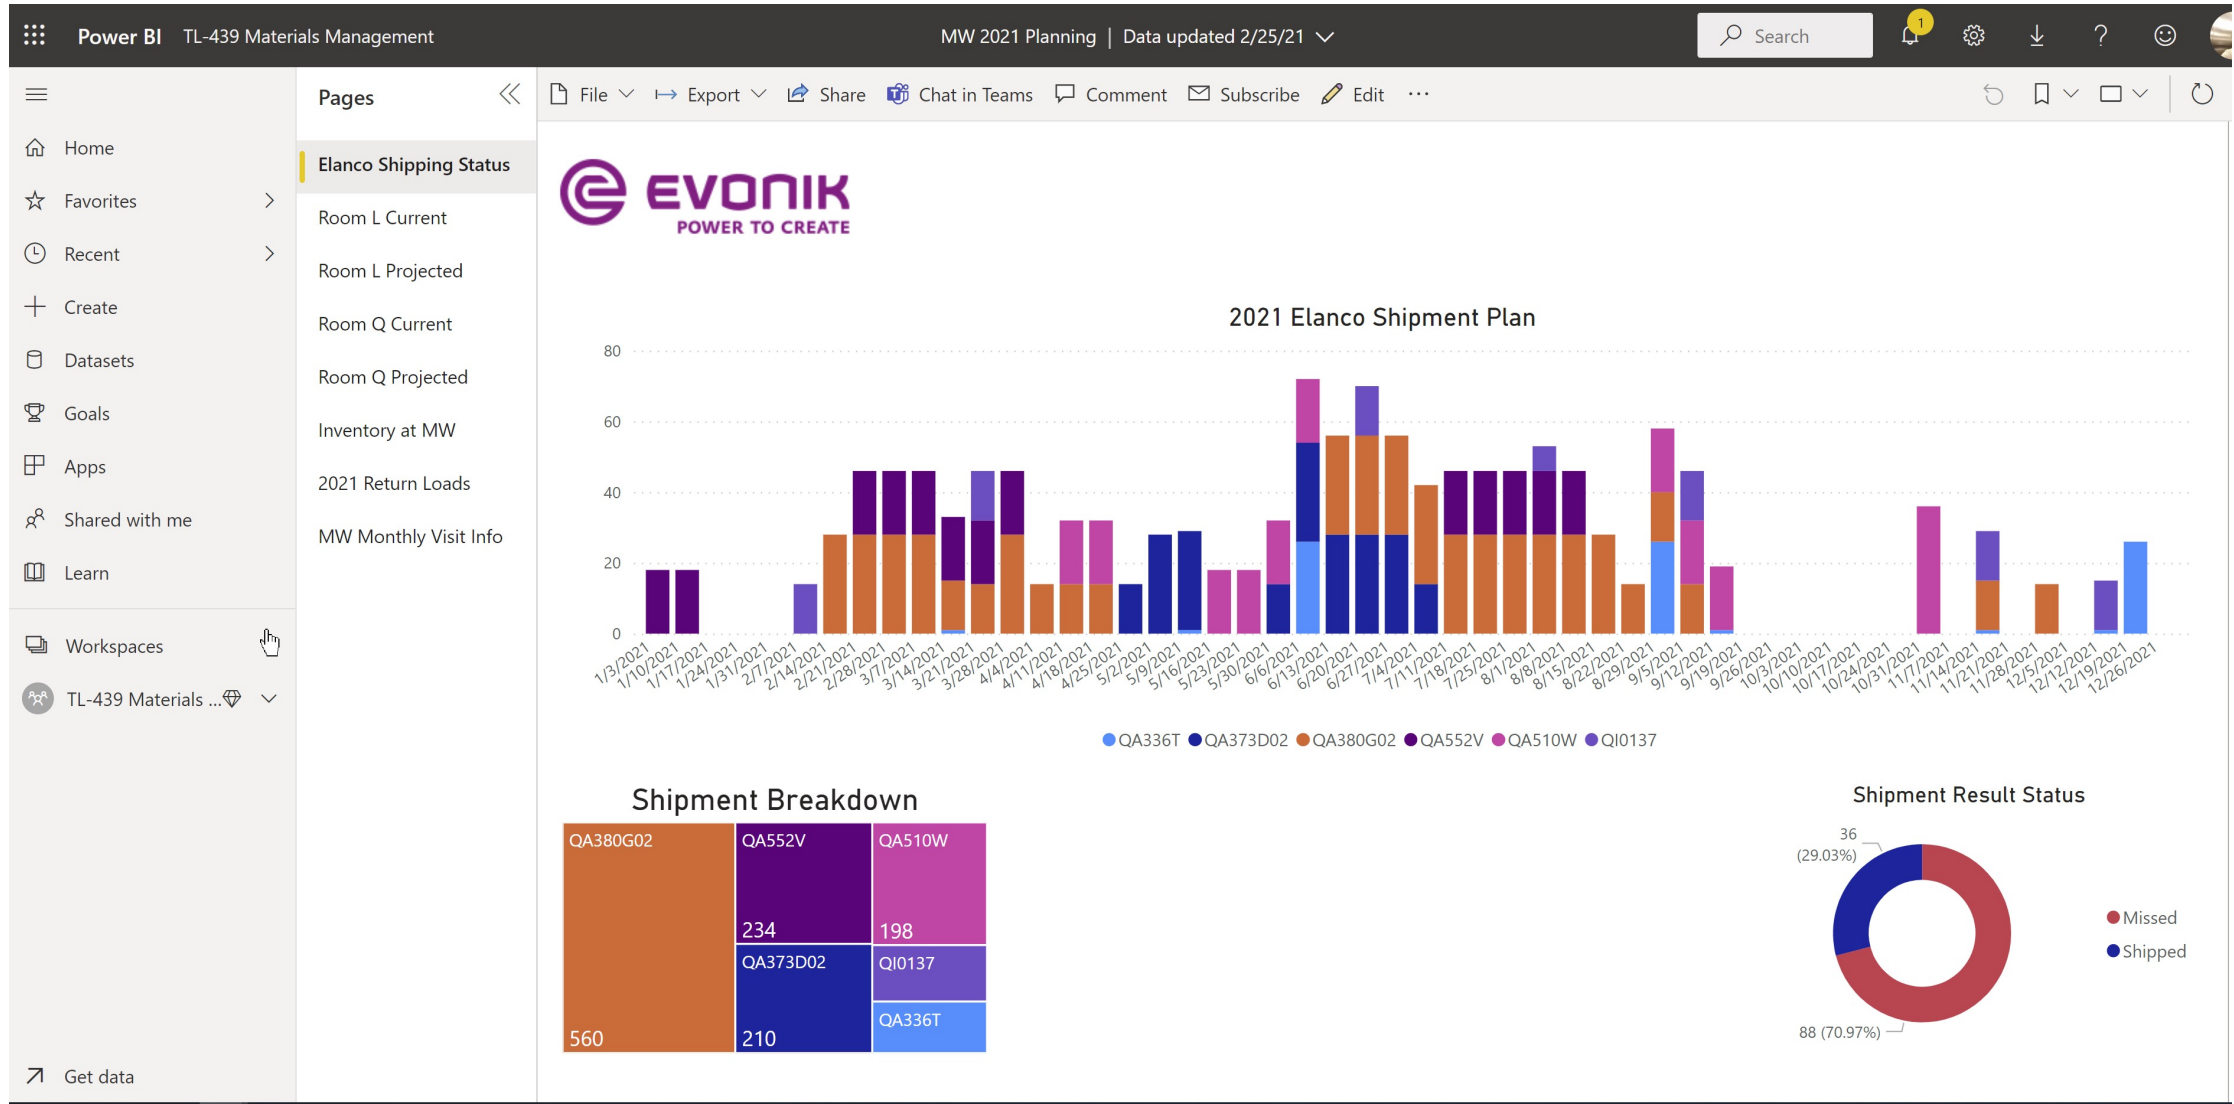 Power BI TL-439 Materials Management
MW 2021 Planning | Data updated 2/25/21
Search
1
Pages
File Export Share Chat in Teams Comment Subscribe Edit ...
Home
Favorites
Recent
Create
Datasets
Goals
Apps
Shared with me
Learn
Workspaces
TL-439 Materials ...
Get data
Elanco Shipping Status
Room L Current
Room L Projected
Room Q Current
Room Q Projected
Inventory at MW
2021 Return Loads
MW Monthly Visit Info
EVONIK
POWER TO CREATE
2021 Elanco Shipment Plan
80
60
40
20
0
1/3/2021 1/10/2021 1/17/2021 1/24/2021 1/31/2021 2/7/2021 2/14/2021 2/21/2021 2/28/2021 3/7/2021 3/14/2021 3/21/2021 3/28/2021 4/4/2021 4/11/2021 4/18/2021 4/25/2021 5/2/2021 5/9/2021 5/16/2021 5/23/2021 5/30/2021 6/6/2021 6/13/2021 6/20/2021 6/27/2021 7/4/2021 7/11/2021 7/18/2021 7/25/2021 8/1/2021 8/8/2021 8/15/2021 8/22/2021 8/29/2021 9/5/2021 9/12/2021 9/19/2021 9/26/2021 10/3/2021 10/10/2021 10/17/2021 10/24/2021 10/31/2021 11/7/2021 11/14/2021 11/21/2021 11/28/2021 12/5/2021 12/12/2021 12/19/2021 12/26/2021
QA336T QA373D02 QA380G02 QA552V QA510W QI0137
Shipment Breakdown
QA380G02
560
QA552V
234
QA510W
198
QA373D02
210
QI0137
QA336T
Shipment Result Status
36
(29.03%)
88 (70.97%)
Missed
Shipped